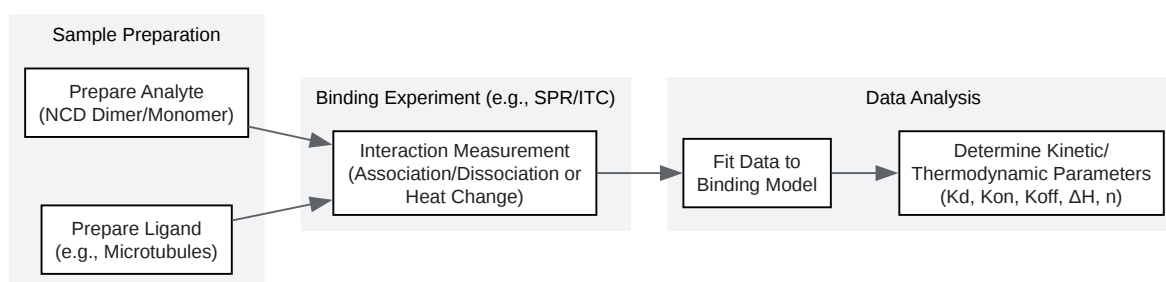 Sample Preparation
Prepare Analyte
(NCD Dimer/Monomer)
Prepare Ligand
(e.g., Microtubules)
Binding Experiment (e.g., SPR/ITC)
Interaction Measurement
(Association/Dissociation or
Heat Change)
Data Analysis
Fit Data to
Binding Model
Determine Kinetic/
Thermodynamic Parameters
(Kd, Kon, Koff, ΔH, n)